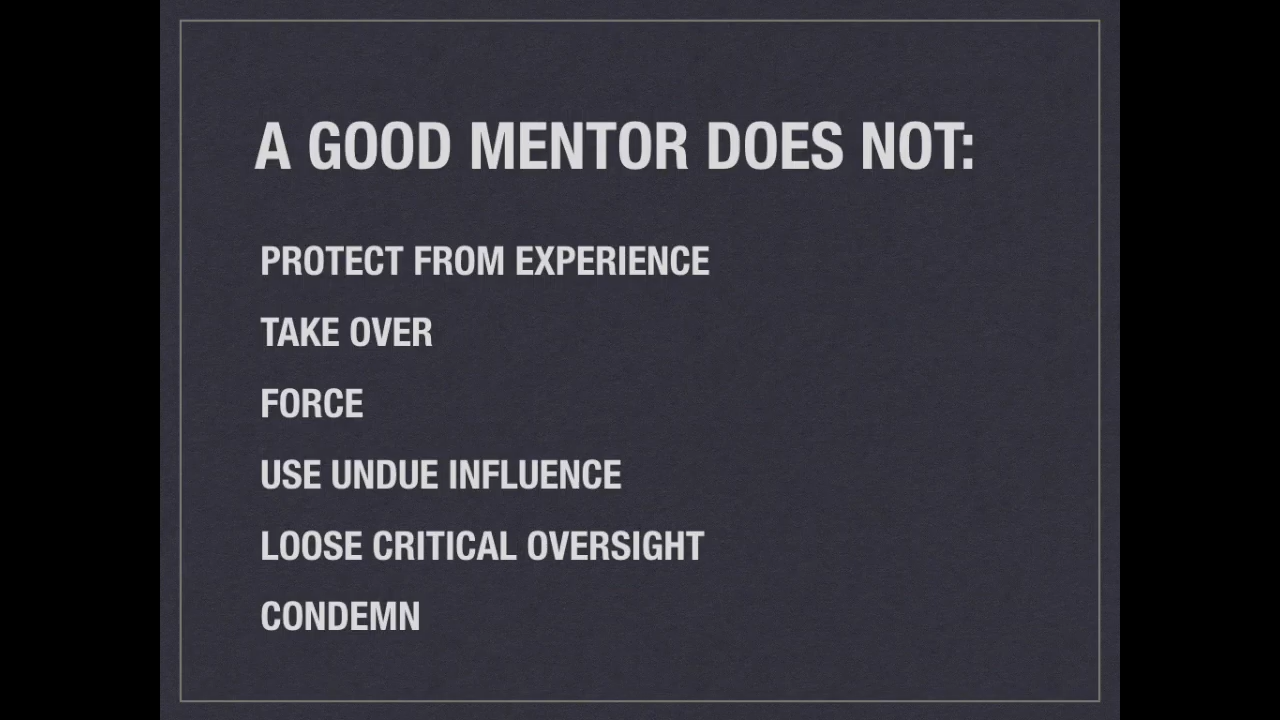 A GOOD MENTOR DOES NOT:
PROTECT FROM EXPERIENCE
TAKE OVER
FORCE
USE UNDUE INFLUENCE
LOOSE CRITICAL OVERSIGHT
CONDEMN